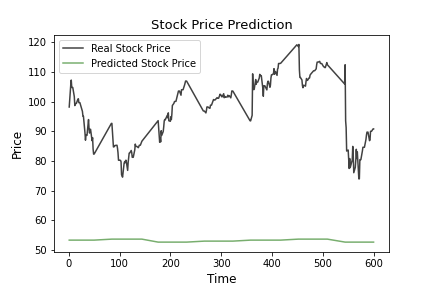 Stock Price Prediction
Real Stock Price
Predicted Stock Price
120
110
100
90
80
70
60
50
Price
0 100 200 300 400 500 600
Time